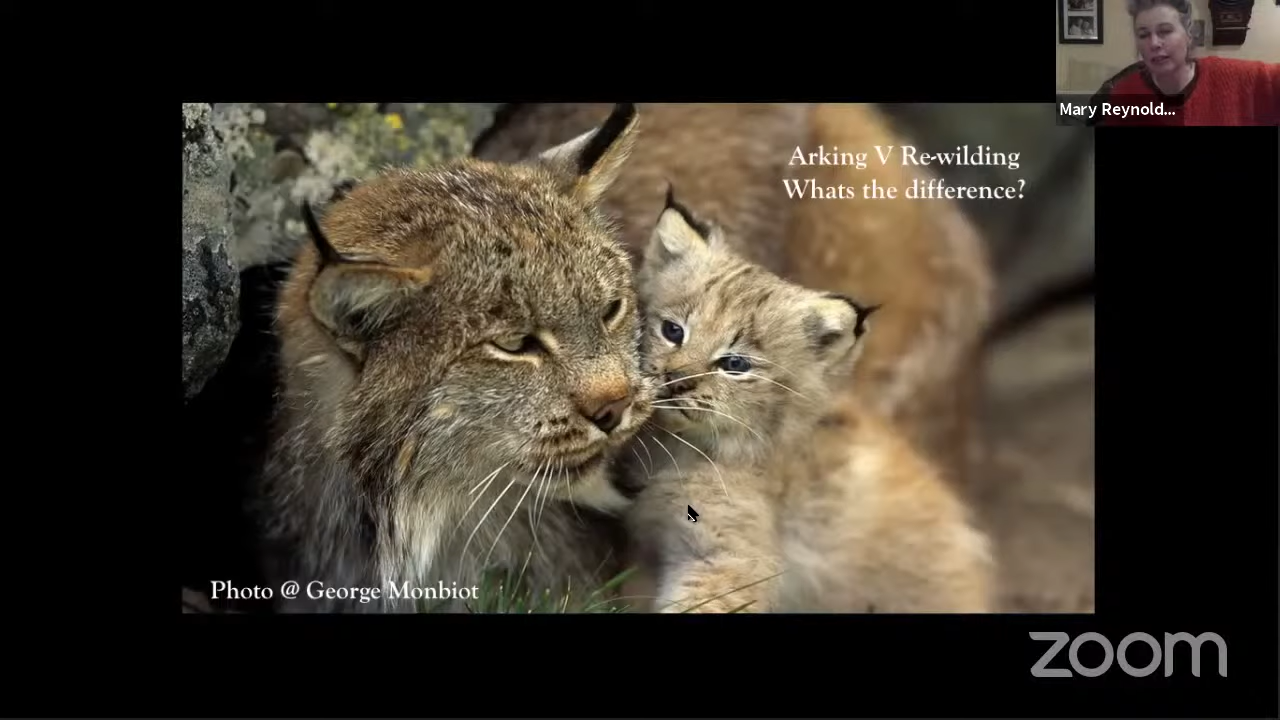 Mary Reynold...
Arking V Re-wilding
Whats the difference?
Photo @ George Monbiot
zoom